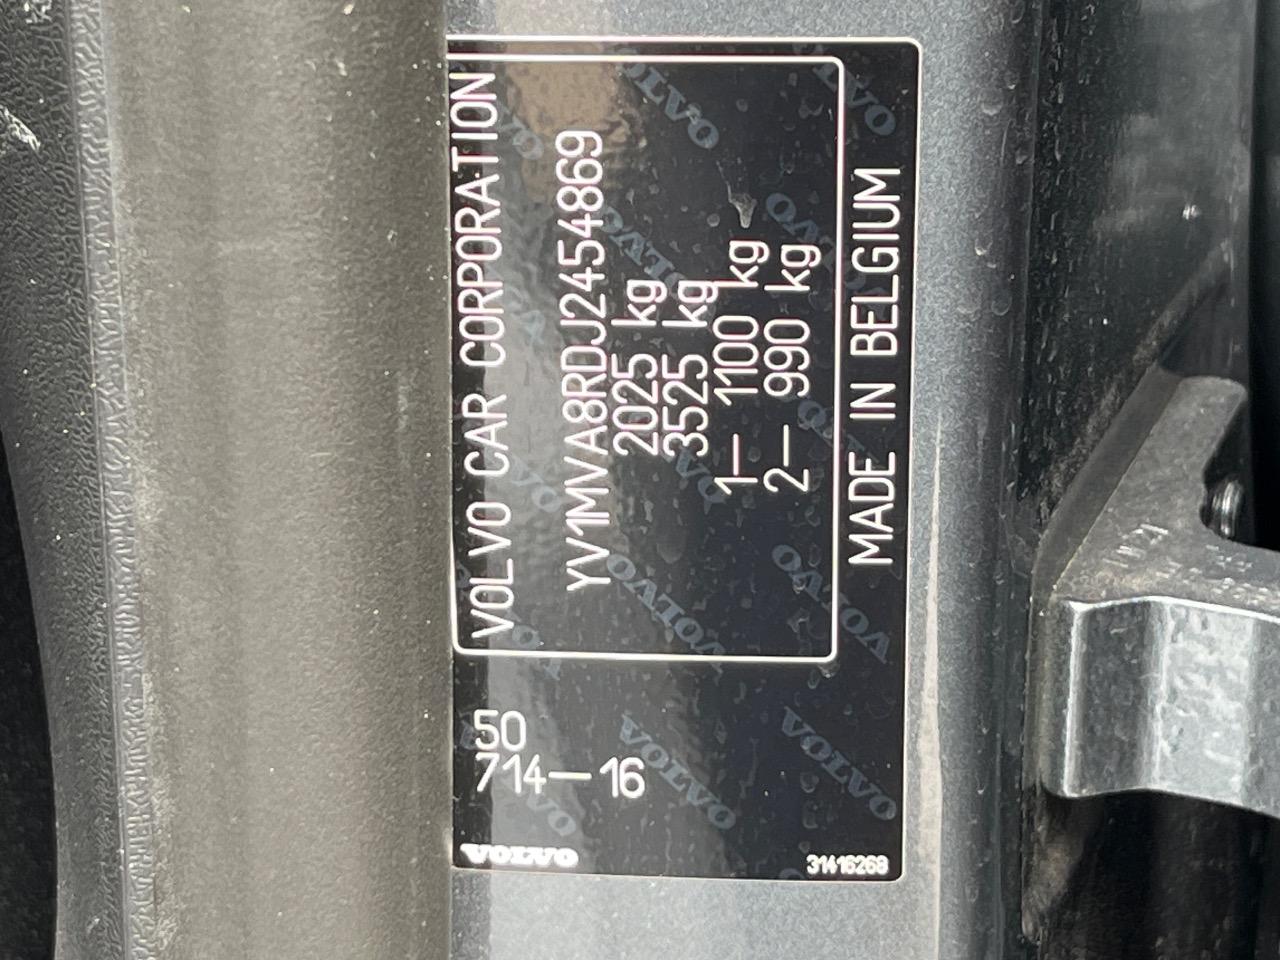 VOLVO CAR CORPORATION
YV1MVA8RDJ2454869
2025 kg
3525 kg
1— 1100 kg
2— 990 kg
MADE IN BELGIUM
50
714—16
VOLVO
31416268